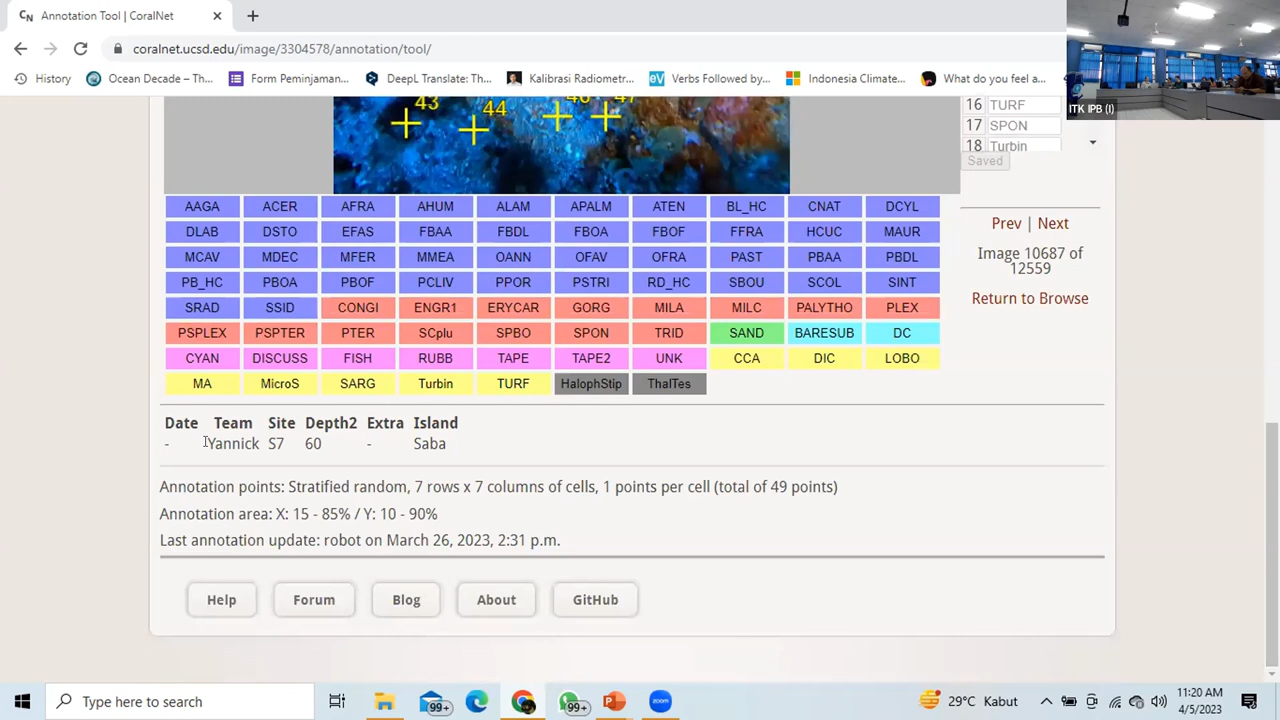 Annotation Tool | CoralNet
coralnet.ucsd.edu/image/3304578/annotation/tool/
History Ocean Decade – Th... Form Peminjaman... DeepL Translate: Th... Kalibrasi Radiometr... Verbs Followed by... Indonesia Climate... What do you feel a...
ITK IPB (I)
43 44 46 47
16 TURF
17 SPON
18 Turbin
Saved
AAGA ACER AFRA AHUM ALAM APALM ATEN BL_HC CNAT DCYL
DLAB DSTO EFAS FBAA FBDL FBOA FBOF FFRA HCUC MAUR
MCAV MDEC MFER MMEA OANN OFAV OFRA PAST PBAA PBDL
PB_HC PBOA PBOF PCLIV PPOR PSTRI RD_HC SBOU SCOL SINT
SRAD SSID CONGI ENGR1 ERYCAR GORG MILA MILC PALYTHO PLEX
PSPLEX PSPTER PTER SCplu SPBO SPON TRID SAND BARESUB DC
CYAN DISCUSS FISH RUBB TAPE TAPE2 UNK CCA DIC LOBO
MA MicroS SARG Turbin TURF HalophStip ThalTes
Prev | Next
Image 10687 of
12559
Return to Browse
Date Team Site Depth2 Extra Island
- Yannick S7 60 - Saba
Annotation points: Stratified random, 7 rows x 7 columns of cells, 1 points per cell (total of 49 points)
Annotation area: X: 15 - 85% / Y: 10 - 90%
Last annotation update: robot on March 26, 2023, 2:31 p.m.
Help Forum Blog About GitHub
Type here to search
99+ 99+ zoom
29°C Kabut
11:20 AM
4/5/2023